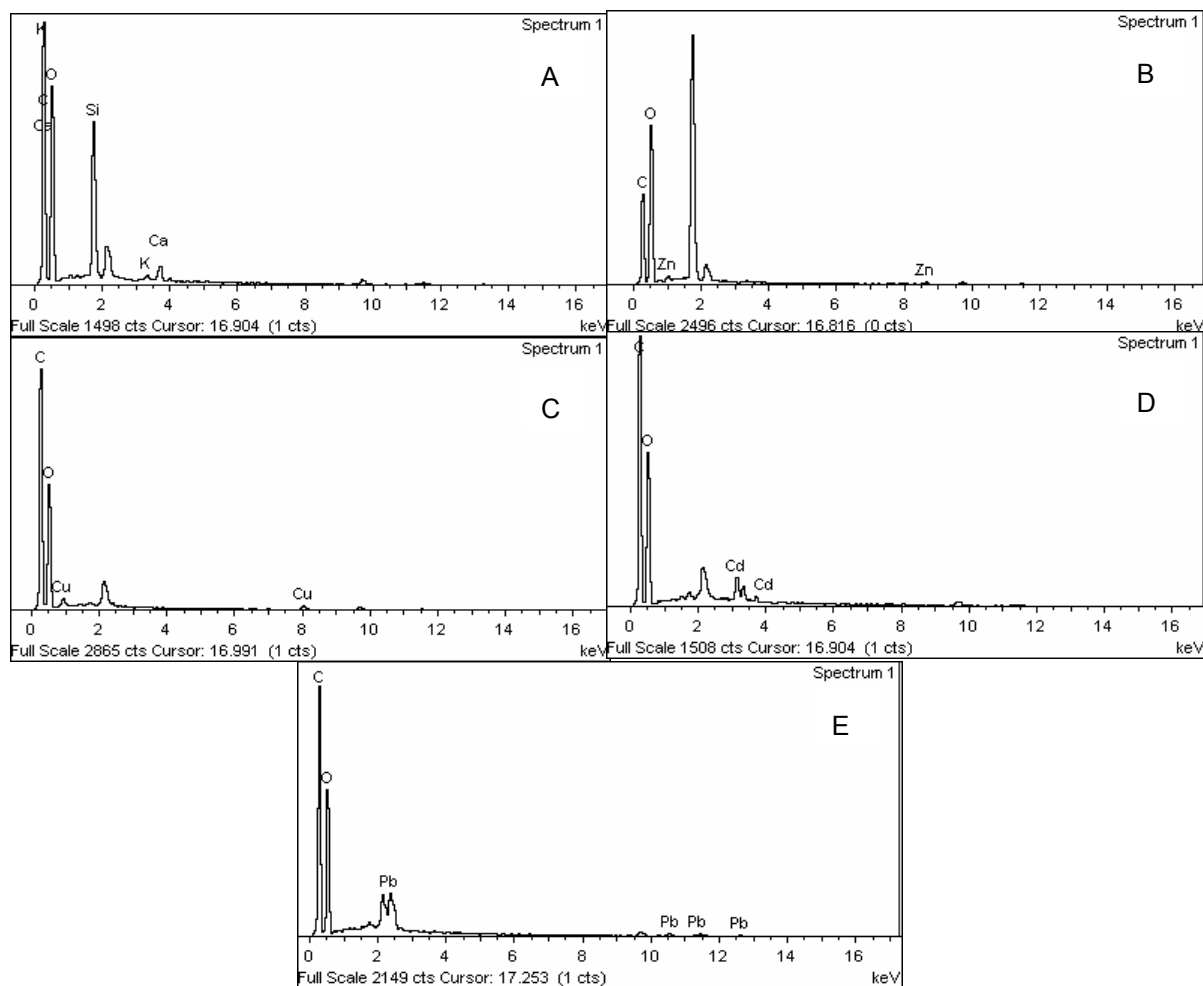 Spectrum 1
A
K
O
C
Ca
Si
K
Ca
0 2 4 6 8 10 12 14 16
Full Scale 1498 cts Cursor: 16.904 (1 cts) keV
Spectrum 1
B
O
C
Zn
Zn
0 2 4 6 8 10 12 14 16
Full Scale 2496 cts Cursor: 16.816 (0 cts) keV
Spectrum 1
C
C
O
Cu
Cu
0 2 4 6 8 10 12 14 16
Full Scale 2865 cts Cursor: 16.991 (1 cts) keV
Spectrum 1
D
C
O
Cd
Cd
0 2 4 6 8 10 12 14 16
Full Scale 1508 cts Cursor: 16.904 (1 cts) keV
Spectrum 1
E
C
O
Pb
Pb Pb Pb
0 2 4 6 8 10 12 14 16
Full Scale 2149 cts Cursor: 17.253 (1 cts) keV